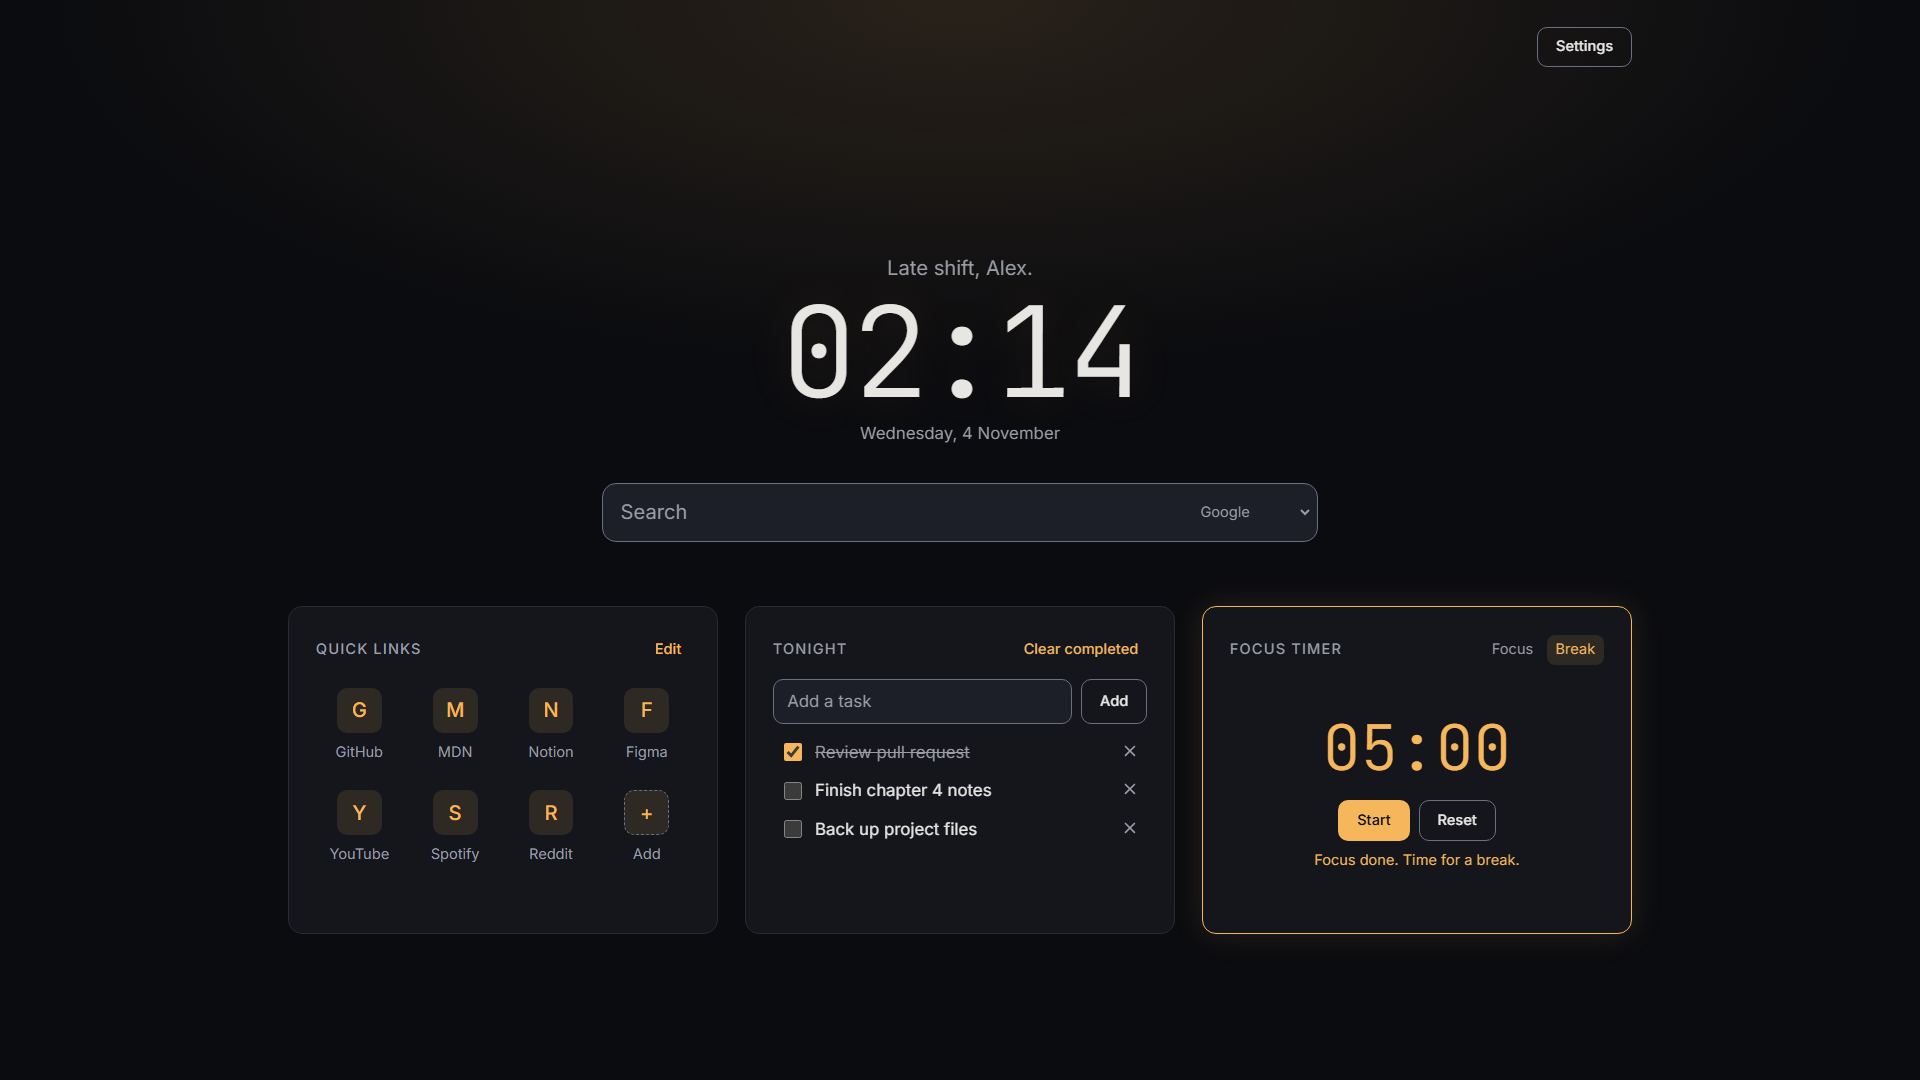 Settings
Late shift, Alex.
02:14
Wednesday, 4 November
Search
Google
QUICK LINKS
Edit
G
M
N
F
GitHub
MDN
Notion
Figma
Y
S
R
+
YouTube
Spotify
Reddit
Add
TONIGHT
Clear completed
Add a task
Add
Review pull request
Finish chapter 4 notes
Back up project files
FOCUS TIMER
Focus
Break
05:00
Start
Reset
Focus done. Time for a break.